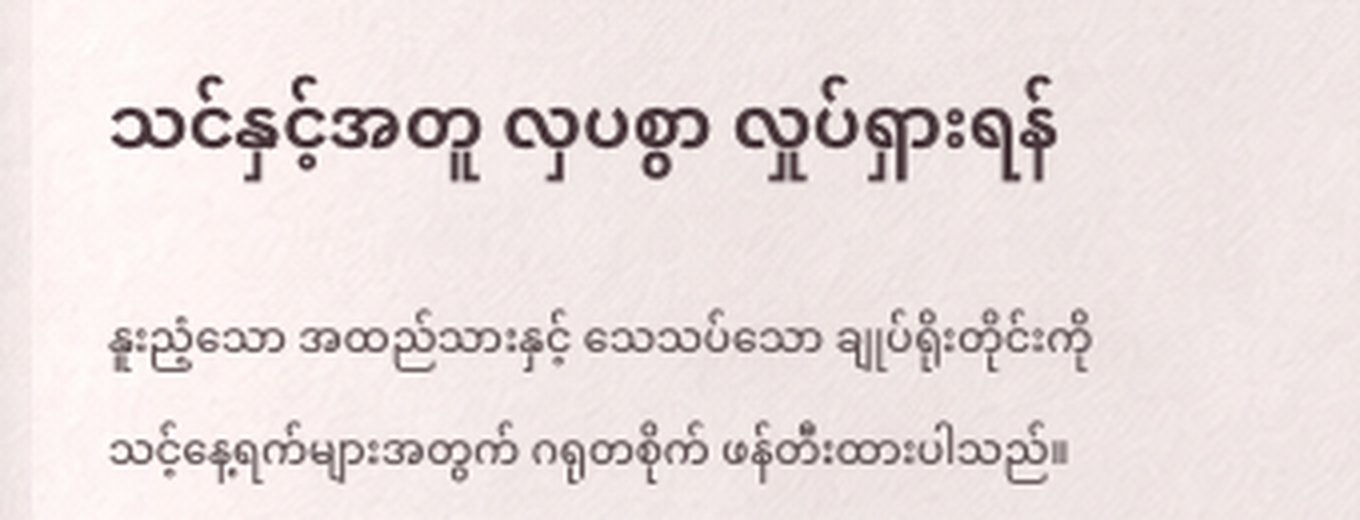 သင်နှင့်အတူ လှပစွာ လှုပ်ရှားရန်
နူးညံ့သော အထည်သားနှင့် သေသပ်သော ချျုပ်ရိုးတိုင်းကို
သင့်နေ့ရက်များအတွက် ဂရုတစိုက် ဖန်တီးထားပါသည်။